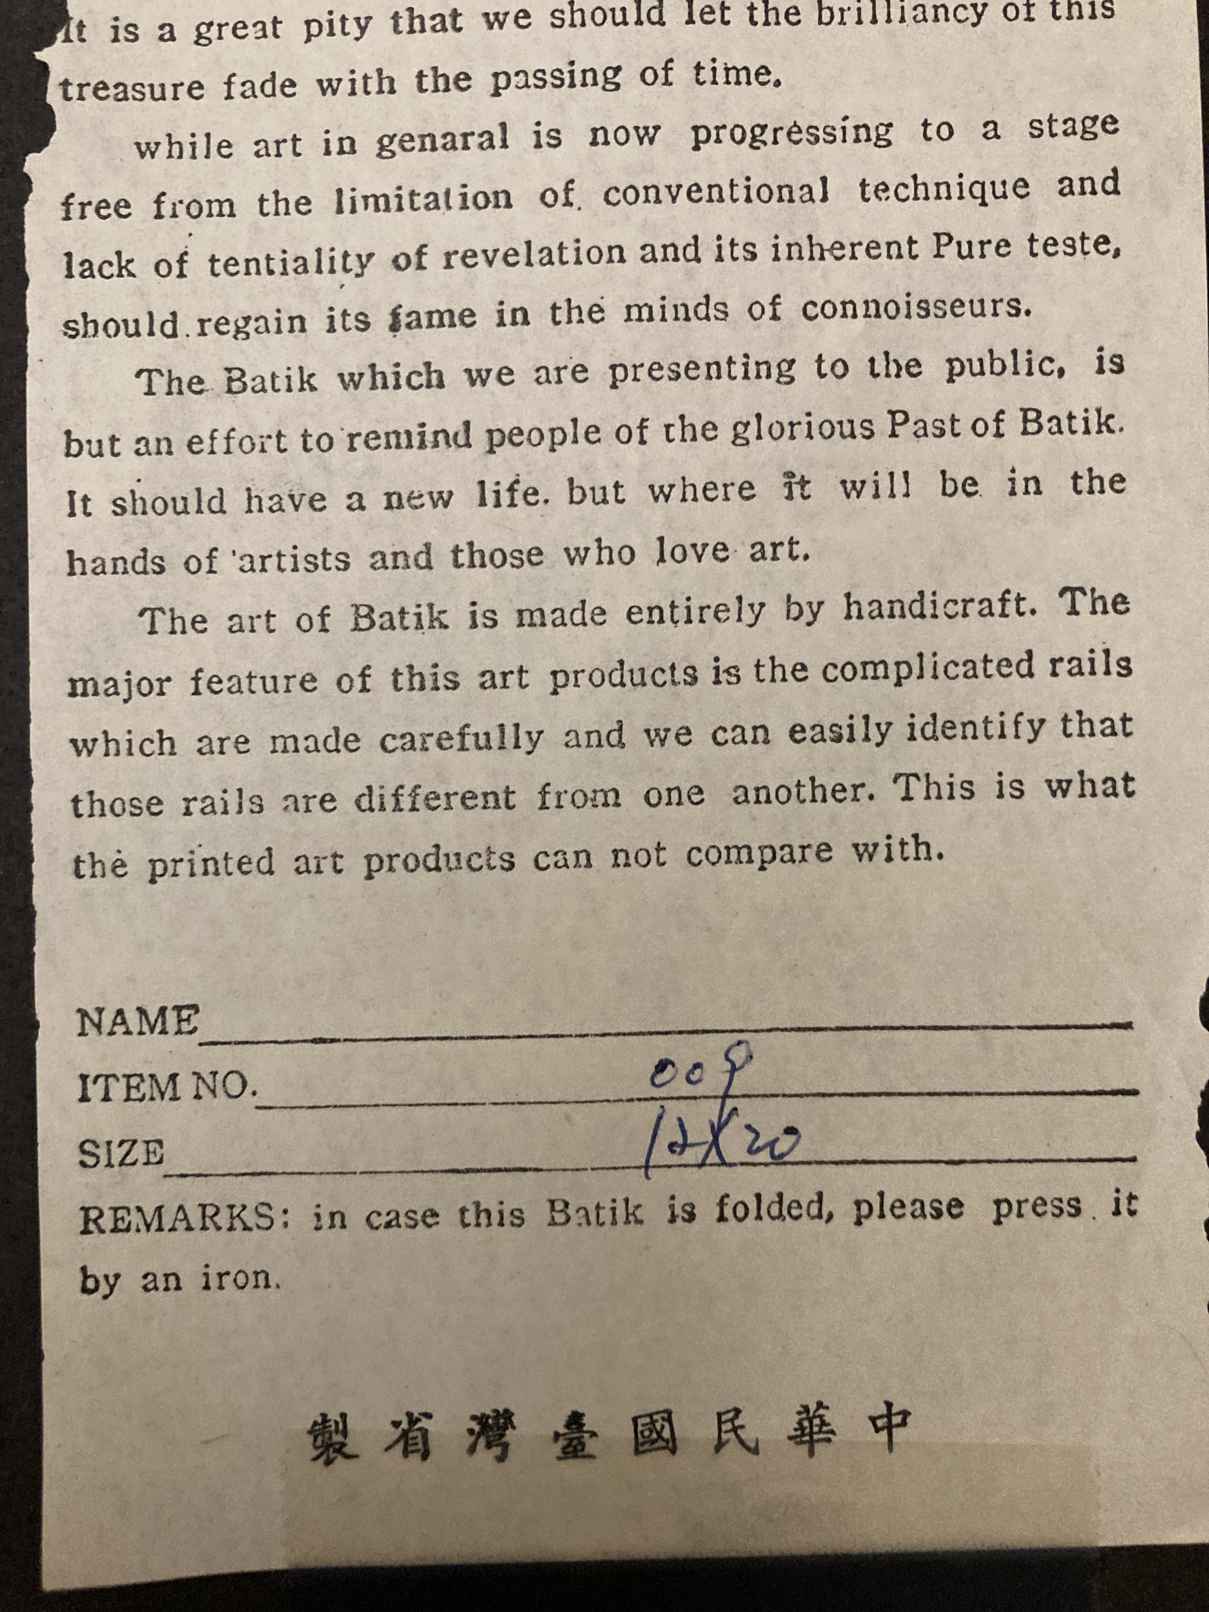 It is a great pity that we should let the brilliancy of this
treasure fade with the passing of time.
while art in genaral is now progressing to a stage
free from the limitation of conventional technique and
lack of tentiality of revelation and its inherent Pure teste,
should regain its fame in the minds of connoisseurs.
The Batik which we are presenting to the public, is
but an effort to remind people of the glorious Past of Batik.
It should have a new life. but where it will be in the
hands of artists and those who love art.
The art of Batik is made entirely by handicraft. The
major feature of this art products is the complicated rails
which are made carefully and we can easily identify that
those rails are different from one another. This is what
the printed art products can not compare with.
NAME
ITEM NO. 009
SIZE 12X20
REMARKS: in case this Batik is folded, please press it
by an iron.
製省灣臺國民華中